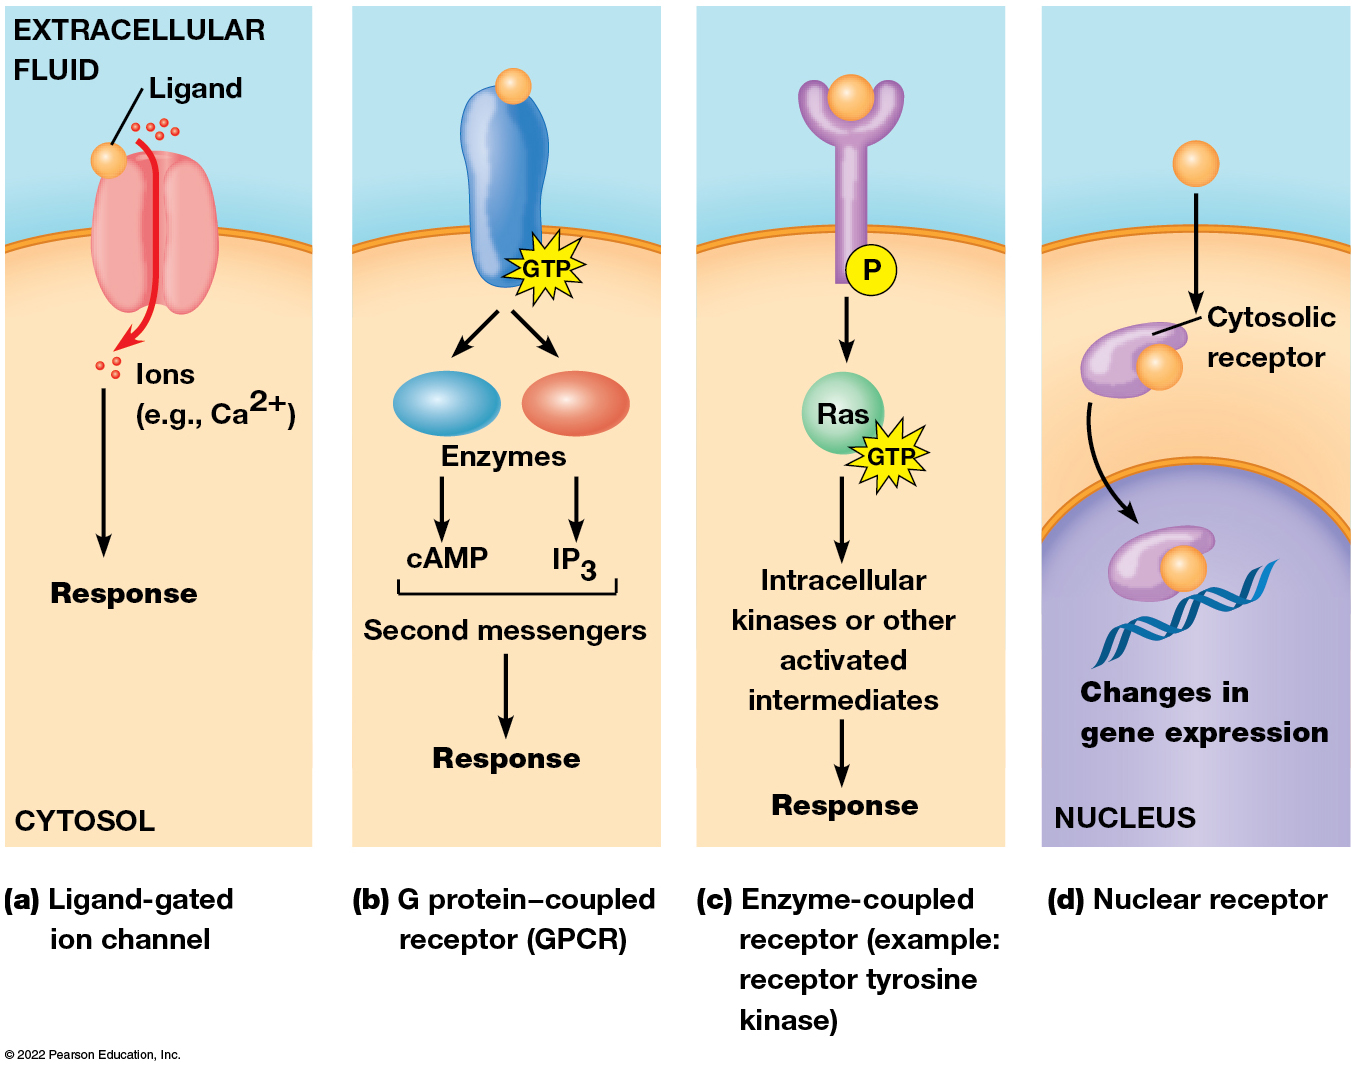 EXTRACELLULAR
FLUID
Ligand
Ions
(e.g., Ca2+)
Response
CYTOSOL
(a) Ligand-gated
ion channel
GTP
Enzymes
cAMP
IP3
Second messengers
Response
(b) G protein–coupled
receptor (GPCR)
P
Ras
GTP
Intracellular
kinases or other
activated
intermediates
Response
(c) Enzyme-coupled
receptor (example:
receptor tyrosine
kinase)
Cytosolic
receptor
Changes in
gene expression
NUCLEUS
(d) Nuclear receptor
© 2022 Pearson Education, Inc.